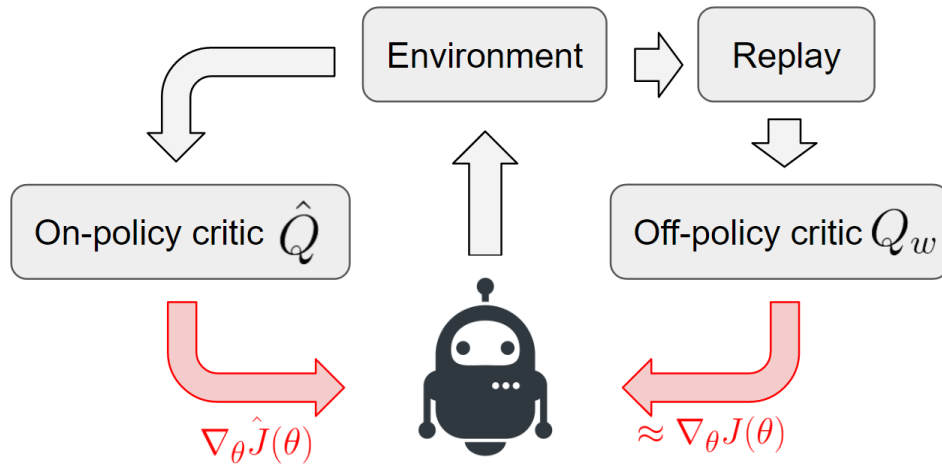 Environment
Replay
On-policy critic Q̂
Off-policy critic Q_w
∇_θ Ĵ(θ)
≈ ∇_θ J(θ)